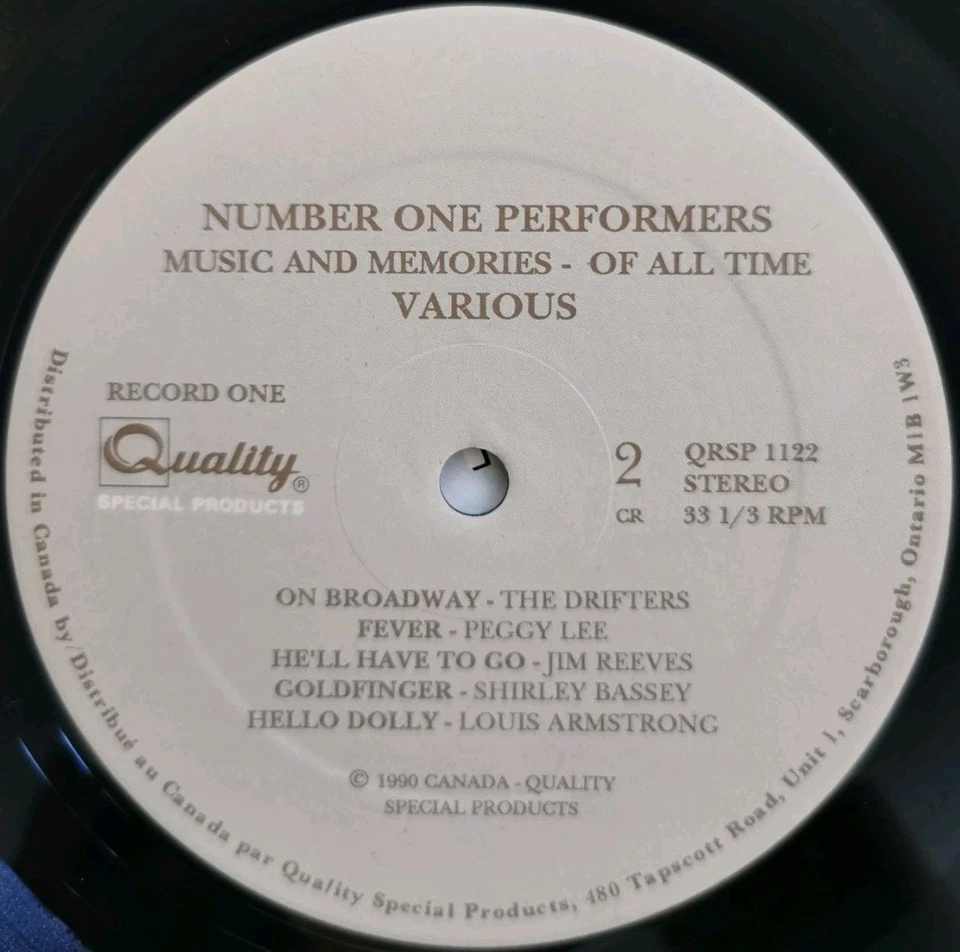 NUMBER ONE PERFORMERS
MUSIC AND MEMORIES - OF ALL TIME
VARIOUS
RECORD ONE
Quality®
SPECIAL PRODUCTS
2
CR
QRSP 1122
STEREO
33 1/3 RPM
ON BROADWAY - THE DRIFTERS
FEVER - PEGGY LEE
HE'LL HAVE TO GO - JIM REEVES
GOLDFINGER - SHIRLEY BASSEY
HELLO DOLLY - LOUIS ARMSTRONG
© 1990 CANADA - QUALITY
SPECIAL PRODUCTS
Distributed in Canada by/Distribué au Canada par Quality Special Products, 480 Tapscott Road, Unit 1, Scarborough, Ontario M1B 1W3